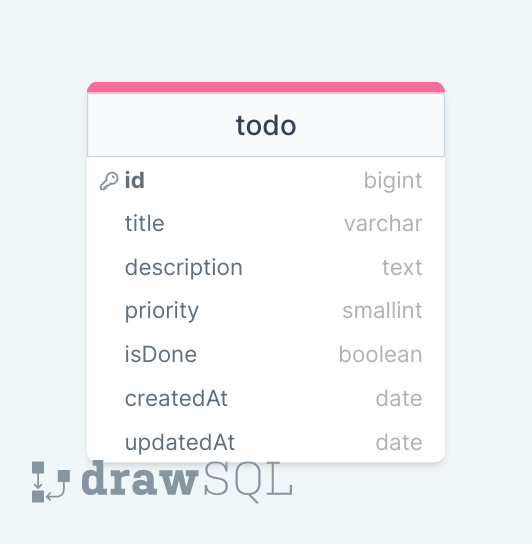 todo
id bigint
title varchar
description text
priority smallint
isDone boolean
createdAt date
updatedAt date
drawSQL